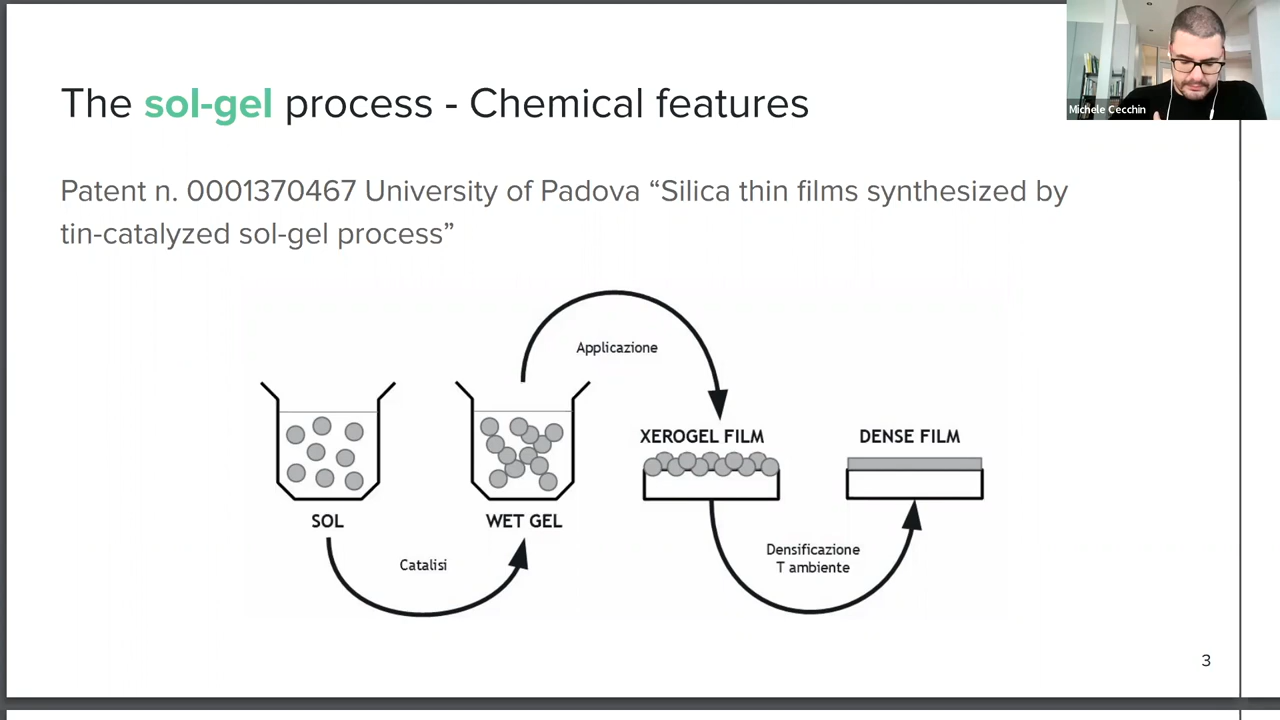 Michele Cecchin
The sol-gel process - Chemical features
Patent n. 0001370467 University of Padova “Silica thin films synthesized by
tin-catalyzed sol-gel process”
Applicazione
XEROGEL FILM
DENSE FILM
SOL
WET GEL
Catalisi
Densificazione
T ambiente
3